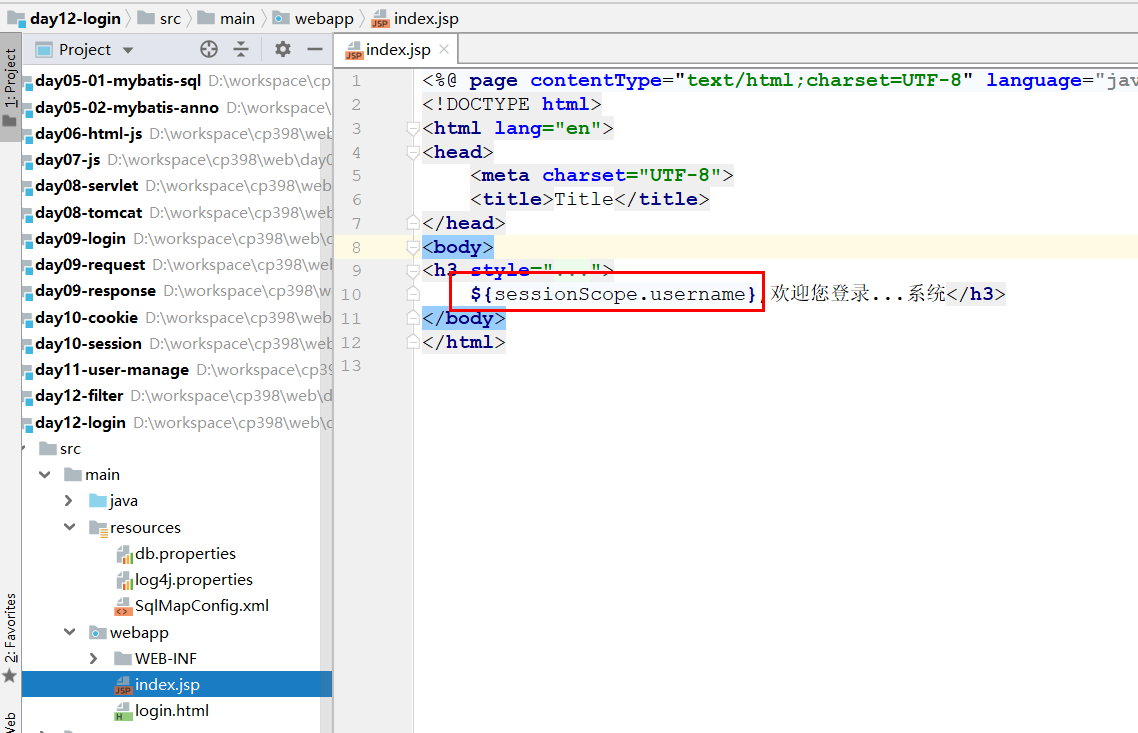 day12-login src main webapp index.jsp
1: Project
Project
index.jsp
day05-01-mybatis-sql D:\workspace\cp
day05-02-mybatis-anno D:\workspace\
day06-html-js D:\workspace\cp398\web
day07-js D:\workspace\cp398\web\day0
day08-servlet D:\workspace\cp398\web
day08-tomcat D:\workspace\cp398\web
day09-login D:\workspace\cp398\web\d
day09-request D:\workspace\cp398\we
day09-response D:\workspace\cp398\w
day10-cookie D:\workspace\cp398\web
day10-session D:\workspace\cp398\we
day11-user-manage D:\workspace\cp39
day12-filter D:\workspace\cp398\web\d
day12-login D:\workspace\cp398\web\d
src
main
java
resources
db.properties
log4j.properties
SqlMapConfig.xml
webapp
WEB-INF
index.jsp
login.html
2: Favorites
1 <%@ page contentType="text/html;charset=UTF-8" language="jav
2 <!DOCTYPE html>
3 <html lang="en">
4 <head>
5 <meta charset="UTF-8">
6 <title>Title</title>
7 </head>
8 <body>
9 <h3 style="...">
10 ${sessionScope.username},欢迎您登录...系统</h3>
11 </body>
12 </html>
13